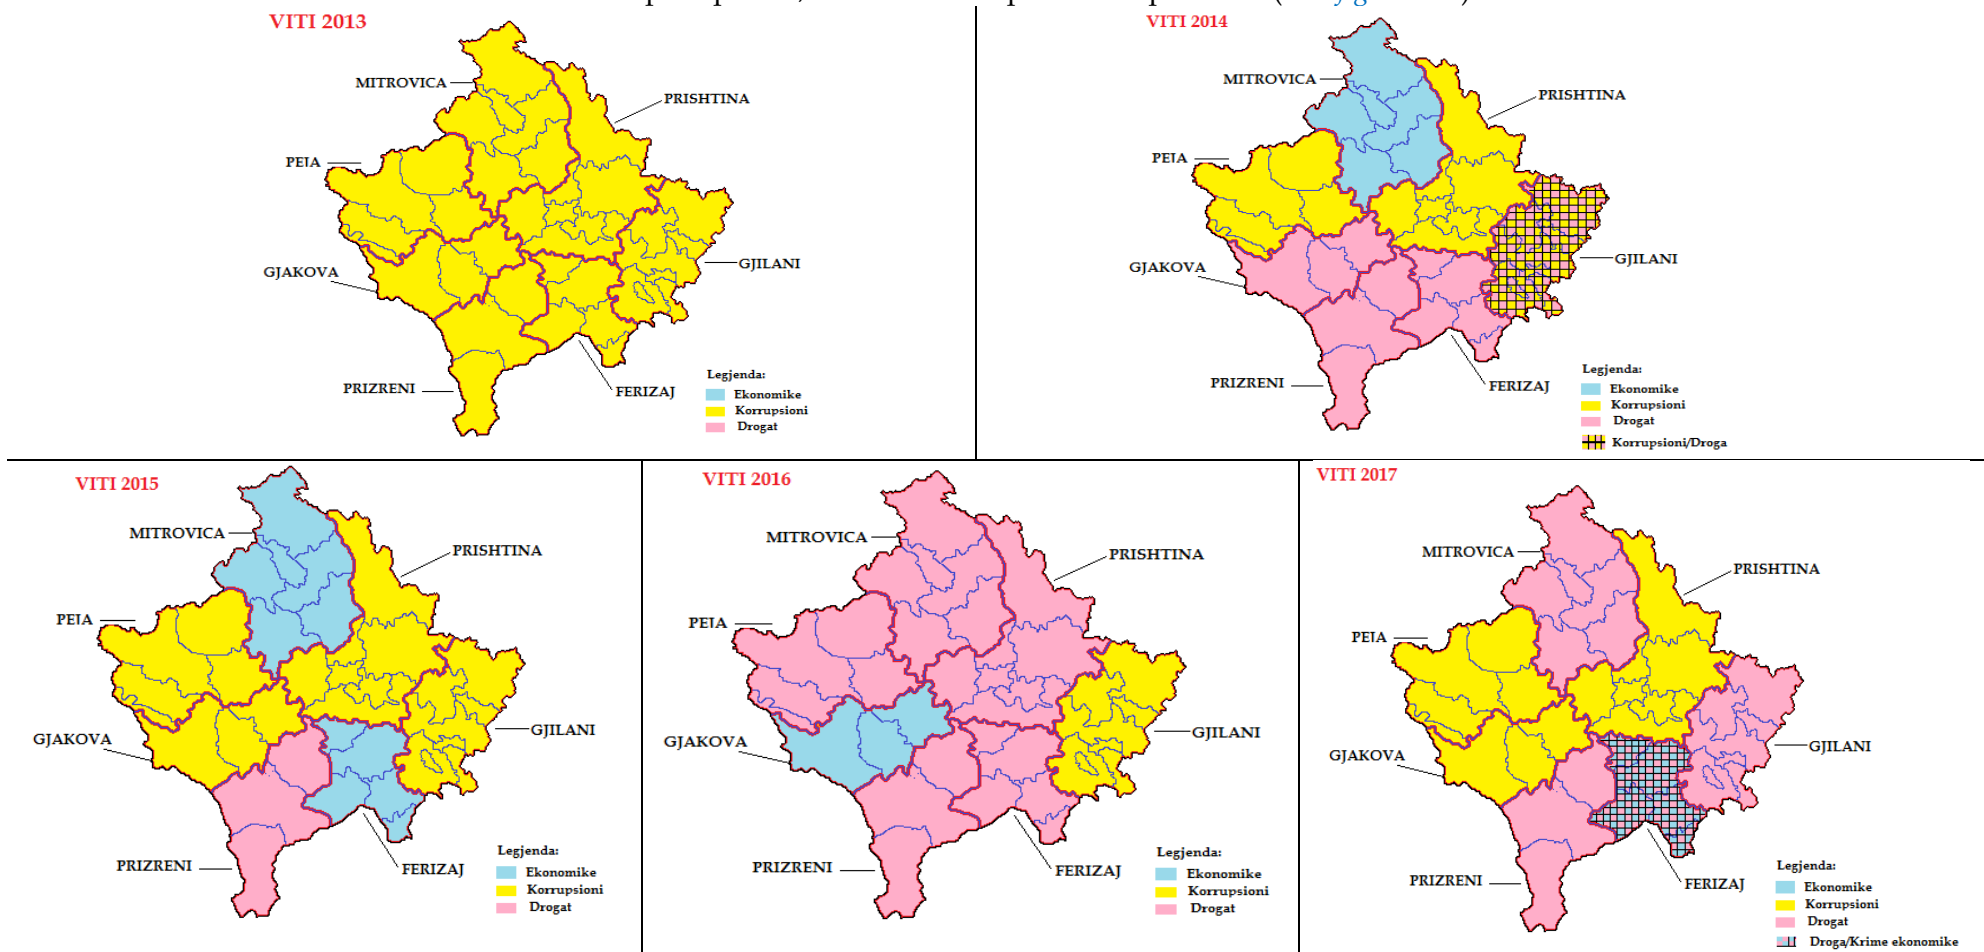 VITI 2013
MITROVICA
PRISHTINA
PEJA
GJAKOVA
GJILANI
PRIZRENI
FERIZAJ
Legjenda:
Ekonomike
Korrupsioni
Drogat
VITI 2014
MITROVICA
PRISHTINA
PEJA
GJAKOVA
GJILANI
PRIZRENI
FERIZAJ
Legjenda:
Ekonomike
Korrupsioni
Drogat
Korrupsioni/Droga
VITI 2015
MITROVICA
PRISHTINA
PEJA
GJAKOVA
GJILANI
PRIZRENI
FERIZAJ
Legjenda:
Ekonomike
Korrupsioni
Drogat
VITI 2016
MITROVICA
PRISHTINA
PEJA
GJAKOVA
GJILANI
PRIZRENI
FERIZAJ
Legjenda:
Ekonomike
Korrupsioni
Drogat
VITI 2017
MITROVICA
PRISHTINA
PEJA
GJAKOVA
GJILANI
PRIZRENI
FERIZAJ
Legjenda:
Ekonomike
Korrupsioni
Drogat
Droga/Krime ekonomike